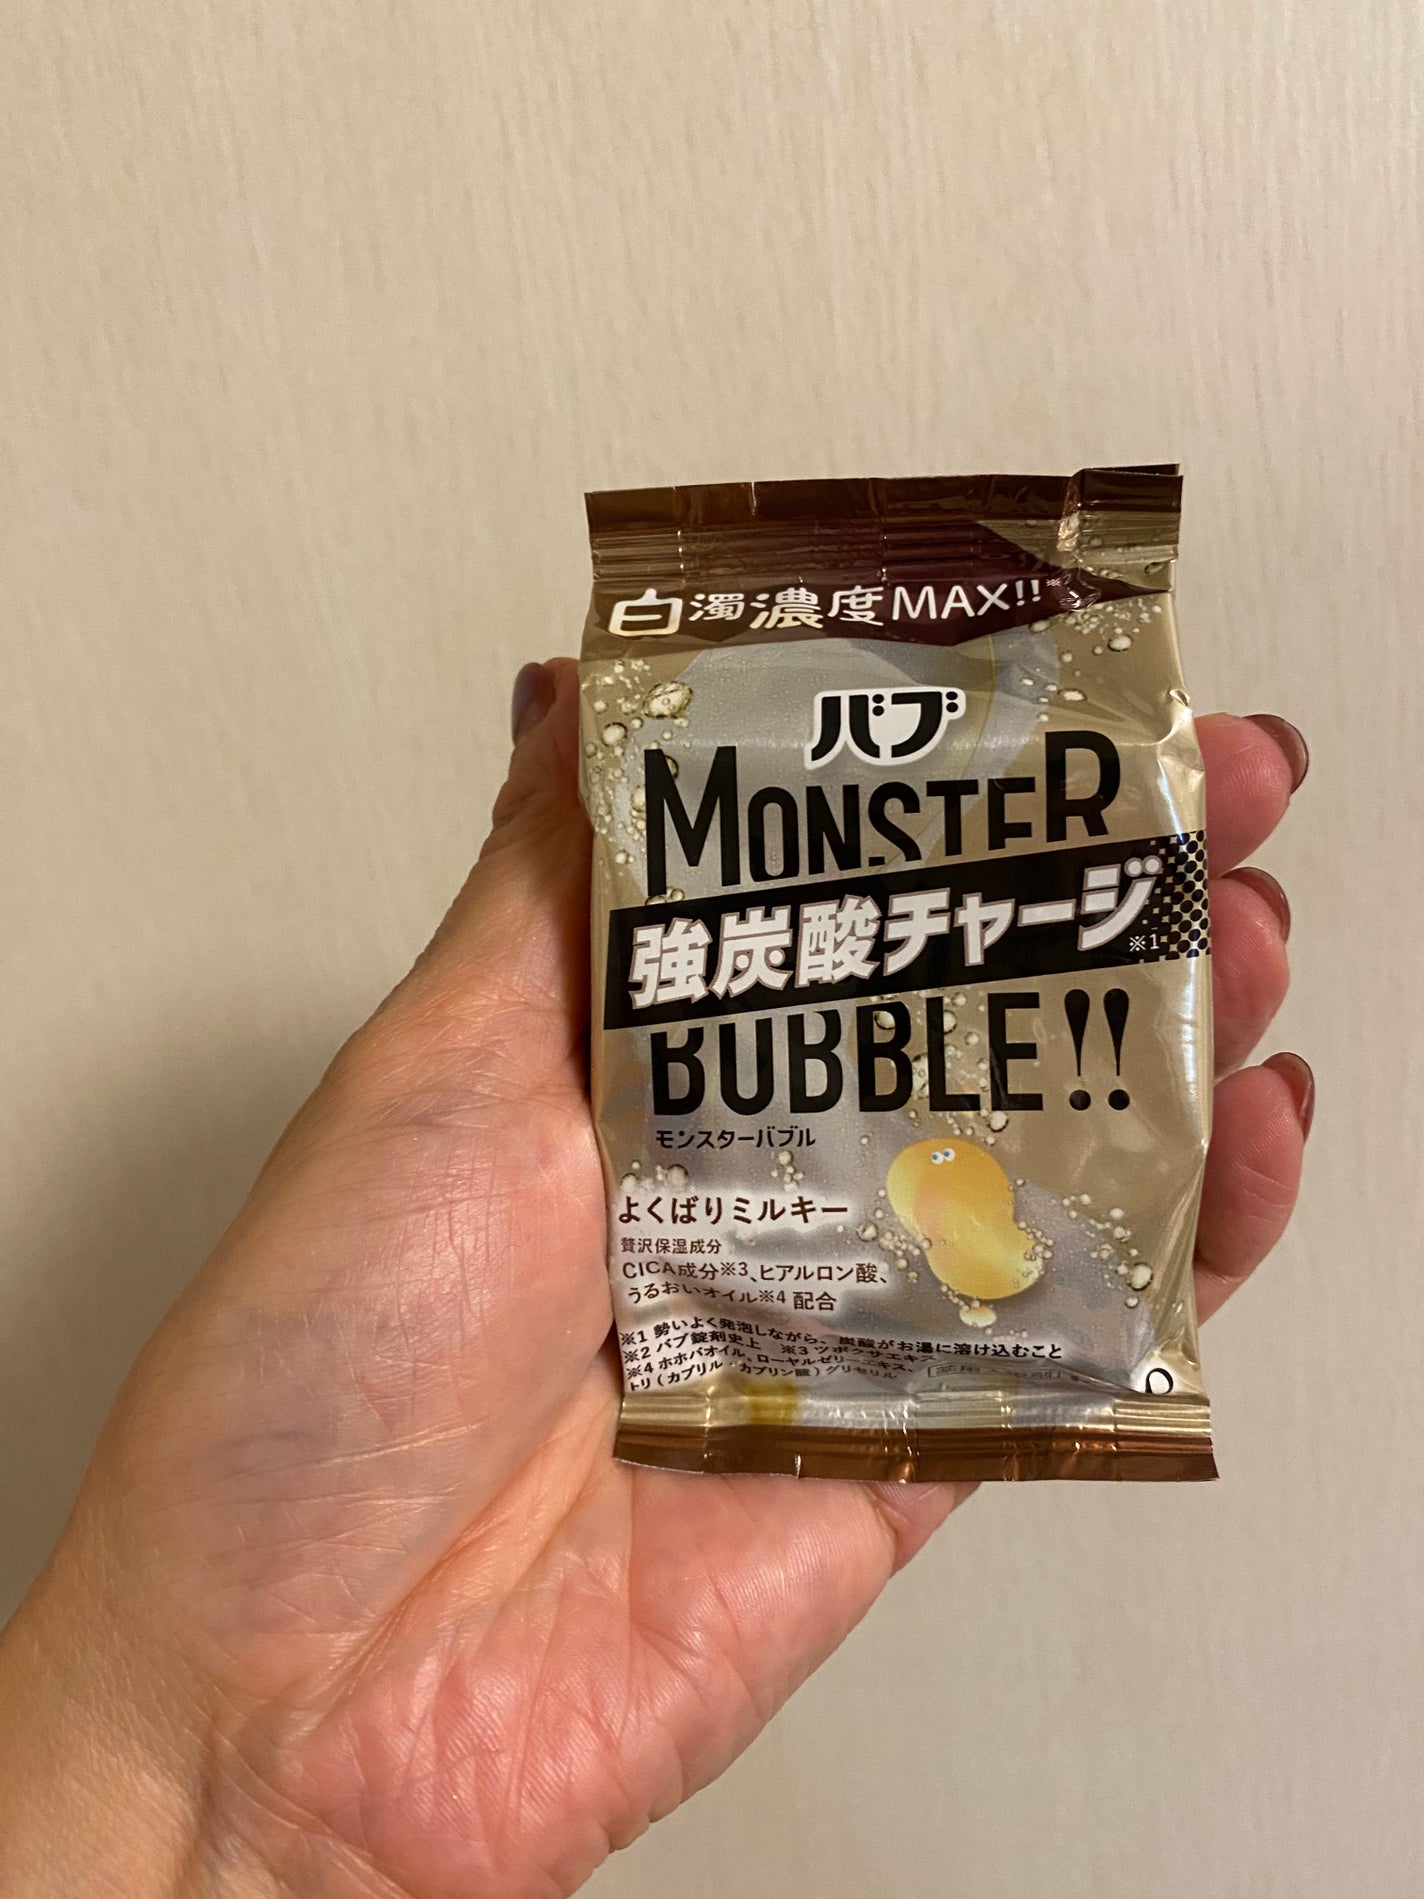 白濁濃度MAX!!※
バブ
MONSTER
強炭酸チャージ※1
BUBBLE!!
モンスターバブル
よくばりミルキー
贅沢保湿成分
CICA成分※3、ヒアルロン酸、
うるおいオイル※4 配合
※1 勢いよく発泡しながら、炭酸がお湯に溶け込むこと
※2 バブ錠剤史上 ※3 ツボクサエキス
※4 ホホバオイル、ローヤルゼリーエキス、
トリ(カプリル・カプリン酸)グリセリル